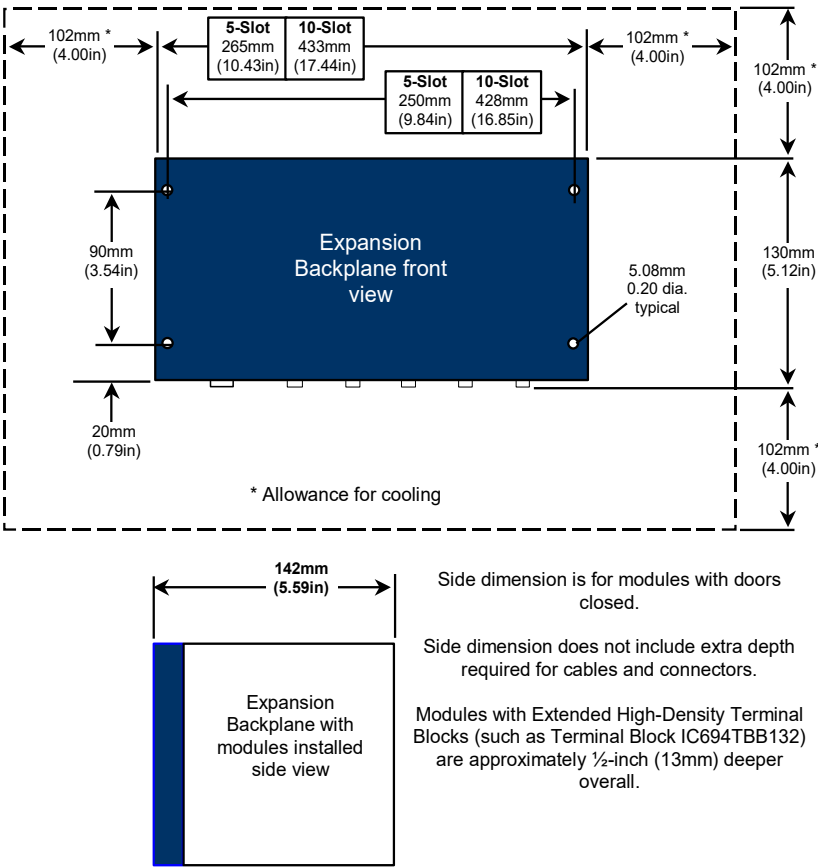 102mm *
(4.00in)
5-Slot 10-Slot
265mm 433mm
(10.43in) (17.44in)
102mm *
(4.00in)
102mm *
(4.00in)
5-Slot 10-Slot
250mm 428mm
(9.84in) (16.85in)
90mm
(3.54in)
Expansion
Backplane front
view
5.08mm
0.20 dia.
typical
130mm
(5.12in)
20mm
(0.79in)
102mm *
(4.00in)
* Allowance for cooling
142mm
(5.59in)
Side dimension is for modules with doors
closed.
Side dimension does not include extra depth
required for cables and connectors.
Expansion
Backplane with
modules installed
side view
Modules with Extended High-Density Terminal
Blocks (such as Terminal Block IC694TBB132)
are approximately ½-inch (13mm) deeper
overall.